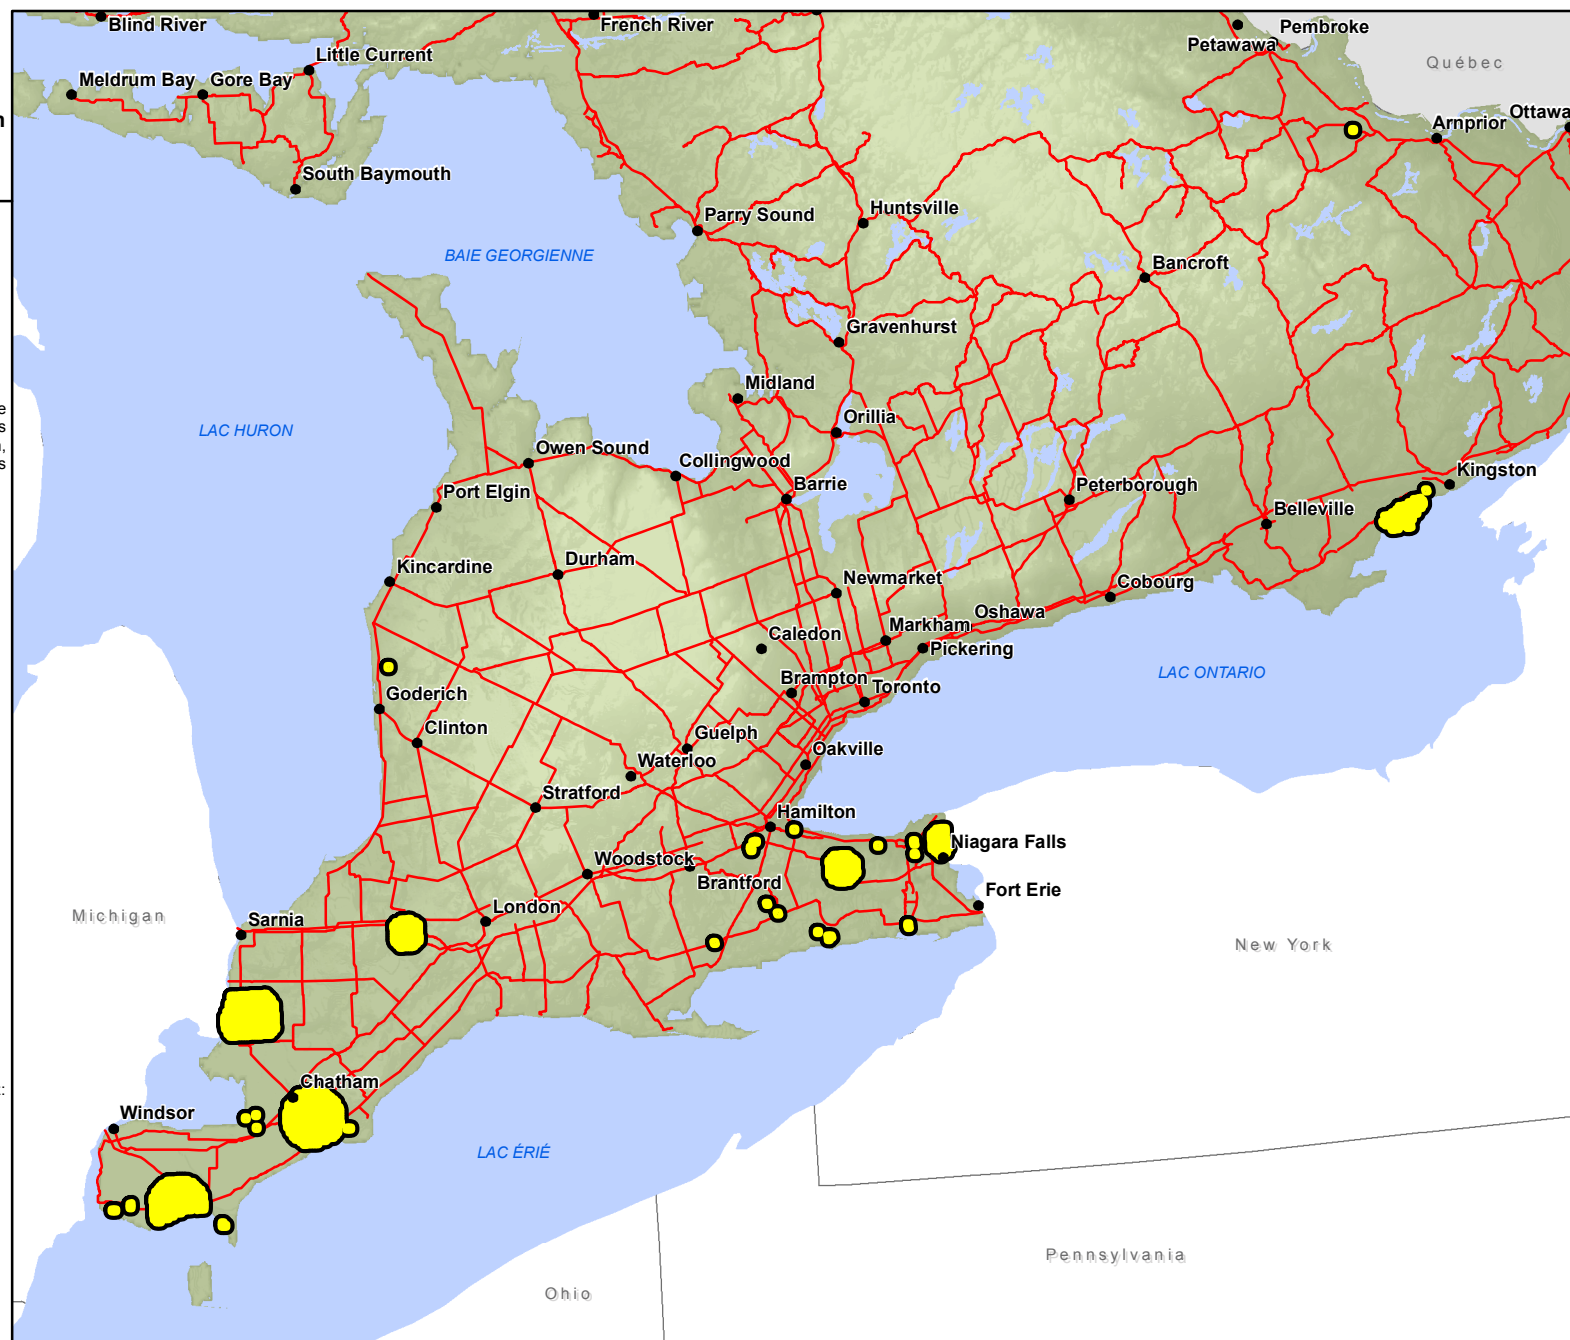 Blind River
French River
Pembroke
Petawawa
Québec
Little Current
Meldrum Bay
Gore Bay
Ottawa
Arnprior
South Baymouth
Huntsville
Parry Sound
BAIE GEORGIENNE
Bancroft
Gravenhurst
Midland
Orillia
LAC HURON
Owen Sound
Collingwood
Kingston
Barrie
Peterborough
Port Elgin
Belleville
Durham
Kincardine
Newmarket
Cobourg
Oshawa
Markham
Caledon
Pickering
LAC ONTARIO
Brampton
Toronto
Goderich
Clinton
Guelph
Oakville
Waterloo
Stratford
Hamilton
Niagara Falls
Woodstock
Brantford
Fort Erie
London
Michigan
Sarnia
New York
Chatham
Windsor
LAC ÉRIÉ
Pennsylvania
Ohio